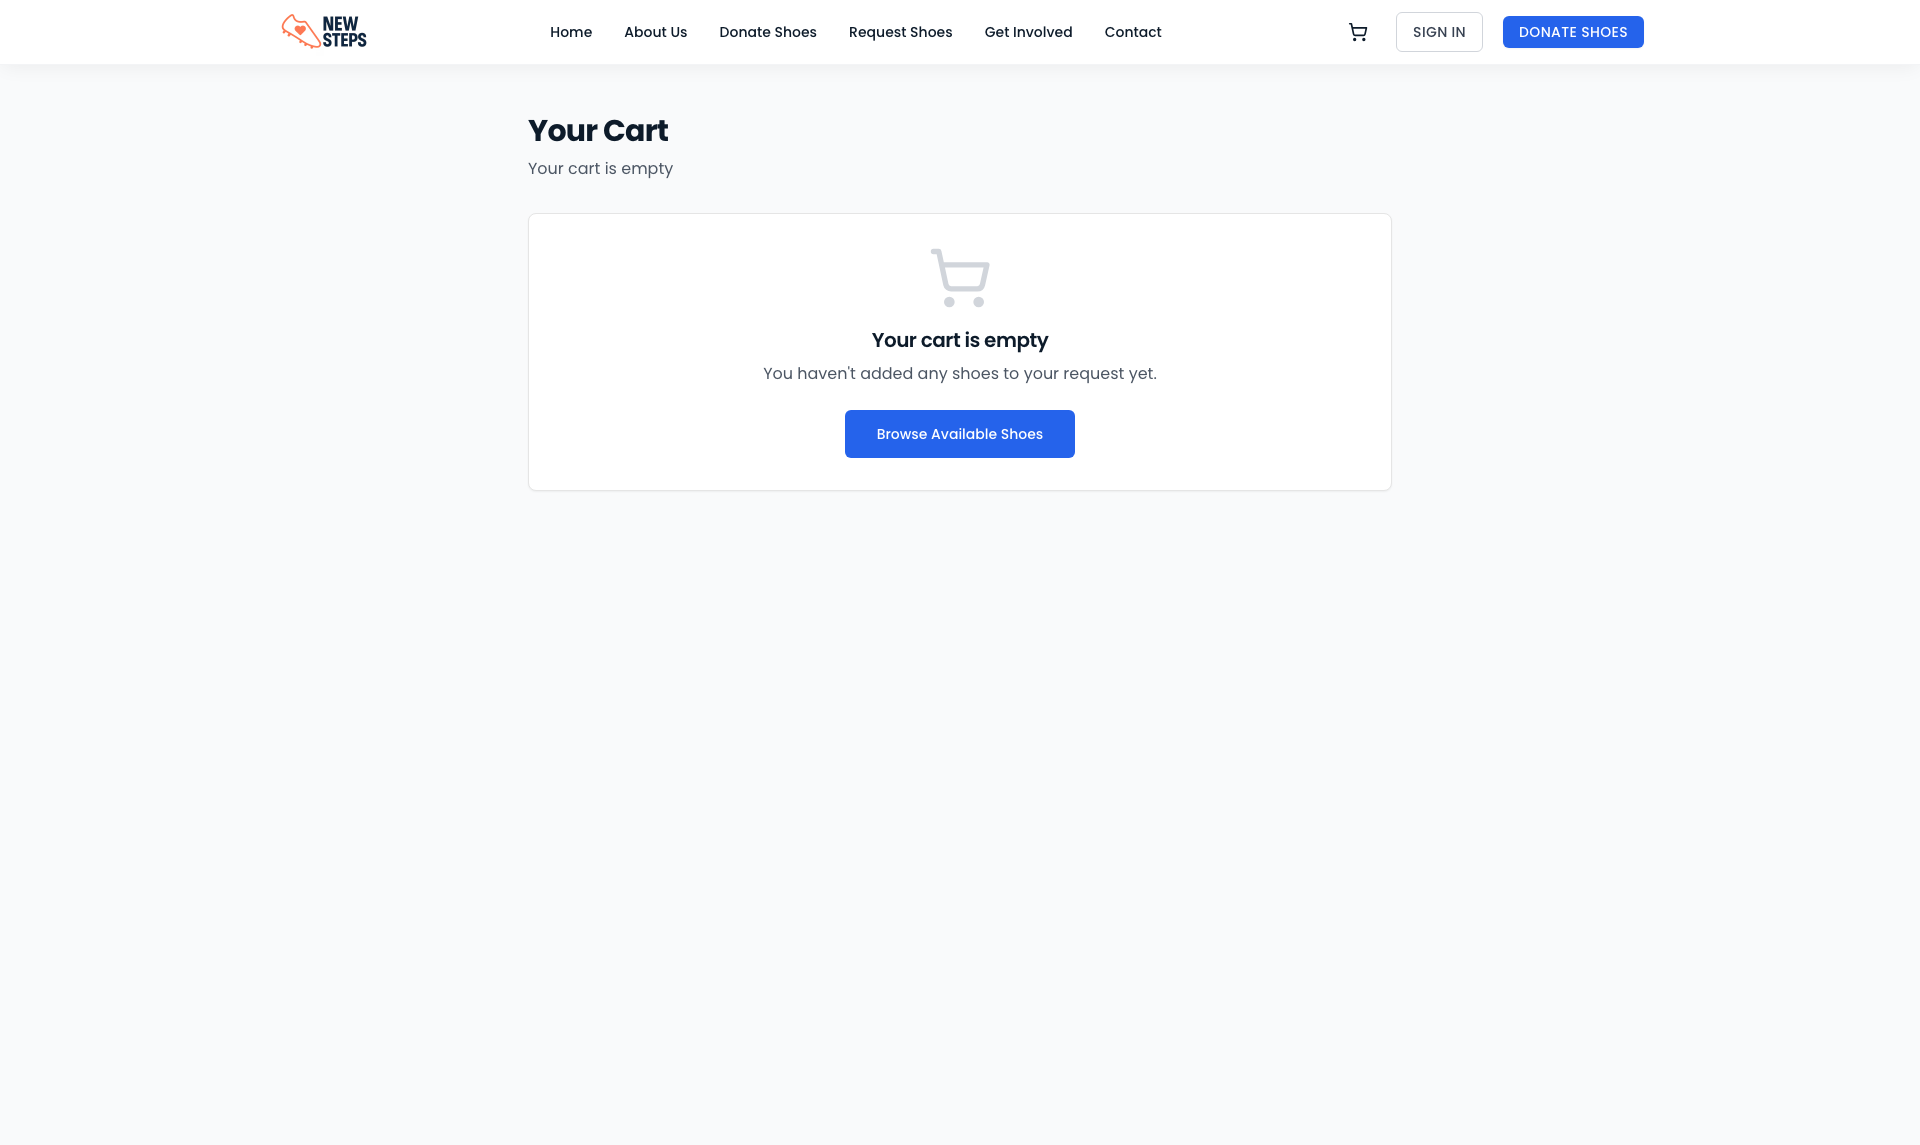 NEW
STEPS
Home
About Us
Donate Shoes
Request Shoes
Get Involved
Contact
SIGN IN
DONATE SHOES
Your Cart
Your cart is empty
Your cart is empty
You haven't added any shoes to your request yet.
Browse Available Shoes